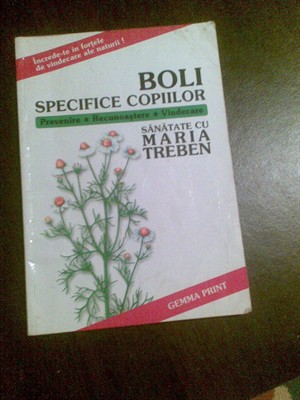 Încrede-te în forțele
de vindecare ale naturii !
BOLI
SPECIFICE COPIILOR
Prevenire • Recunoaștere • Vindecare
SĂNĂTATE CU
MARIA
TREBEN
GEMMA PRINT